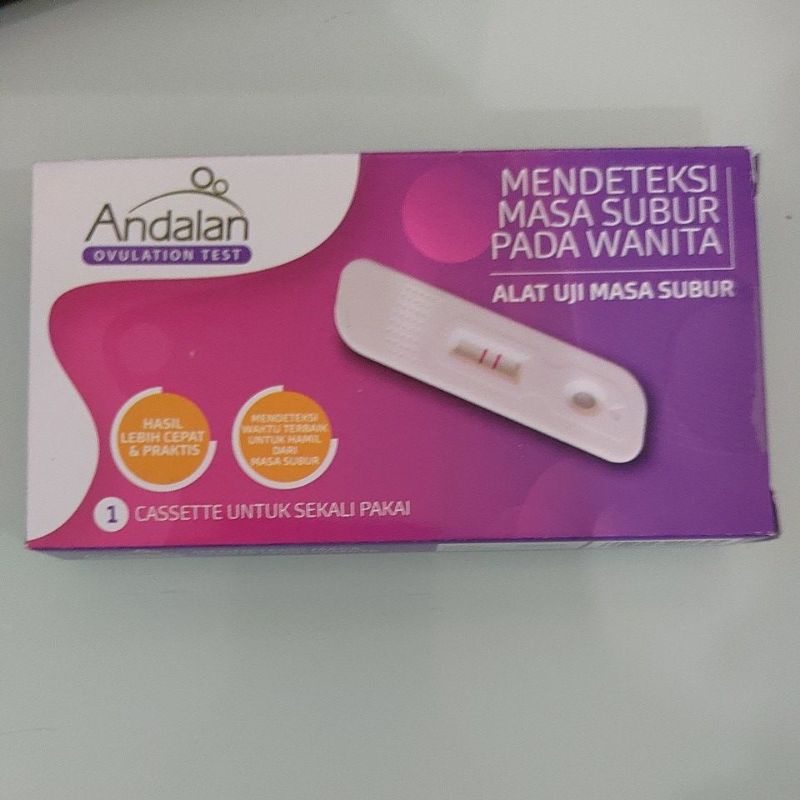 Andalan
OVULATION TEST
MENDETEKSI
MASA SUBUR
PADA WANITA
ALAT UJI MASA SUBUR
HASIL
LEBIH CEPAT
& PRAKTIS
MENDETEKSI
WAKTU TERBAIK
UNTUK HAMIL
DARI
MASA SUBUR
1 CASSETTE UNTUK SEKALI PAKAI